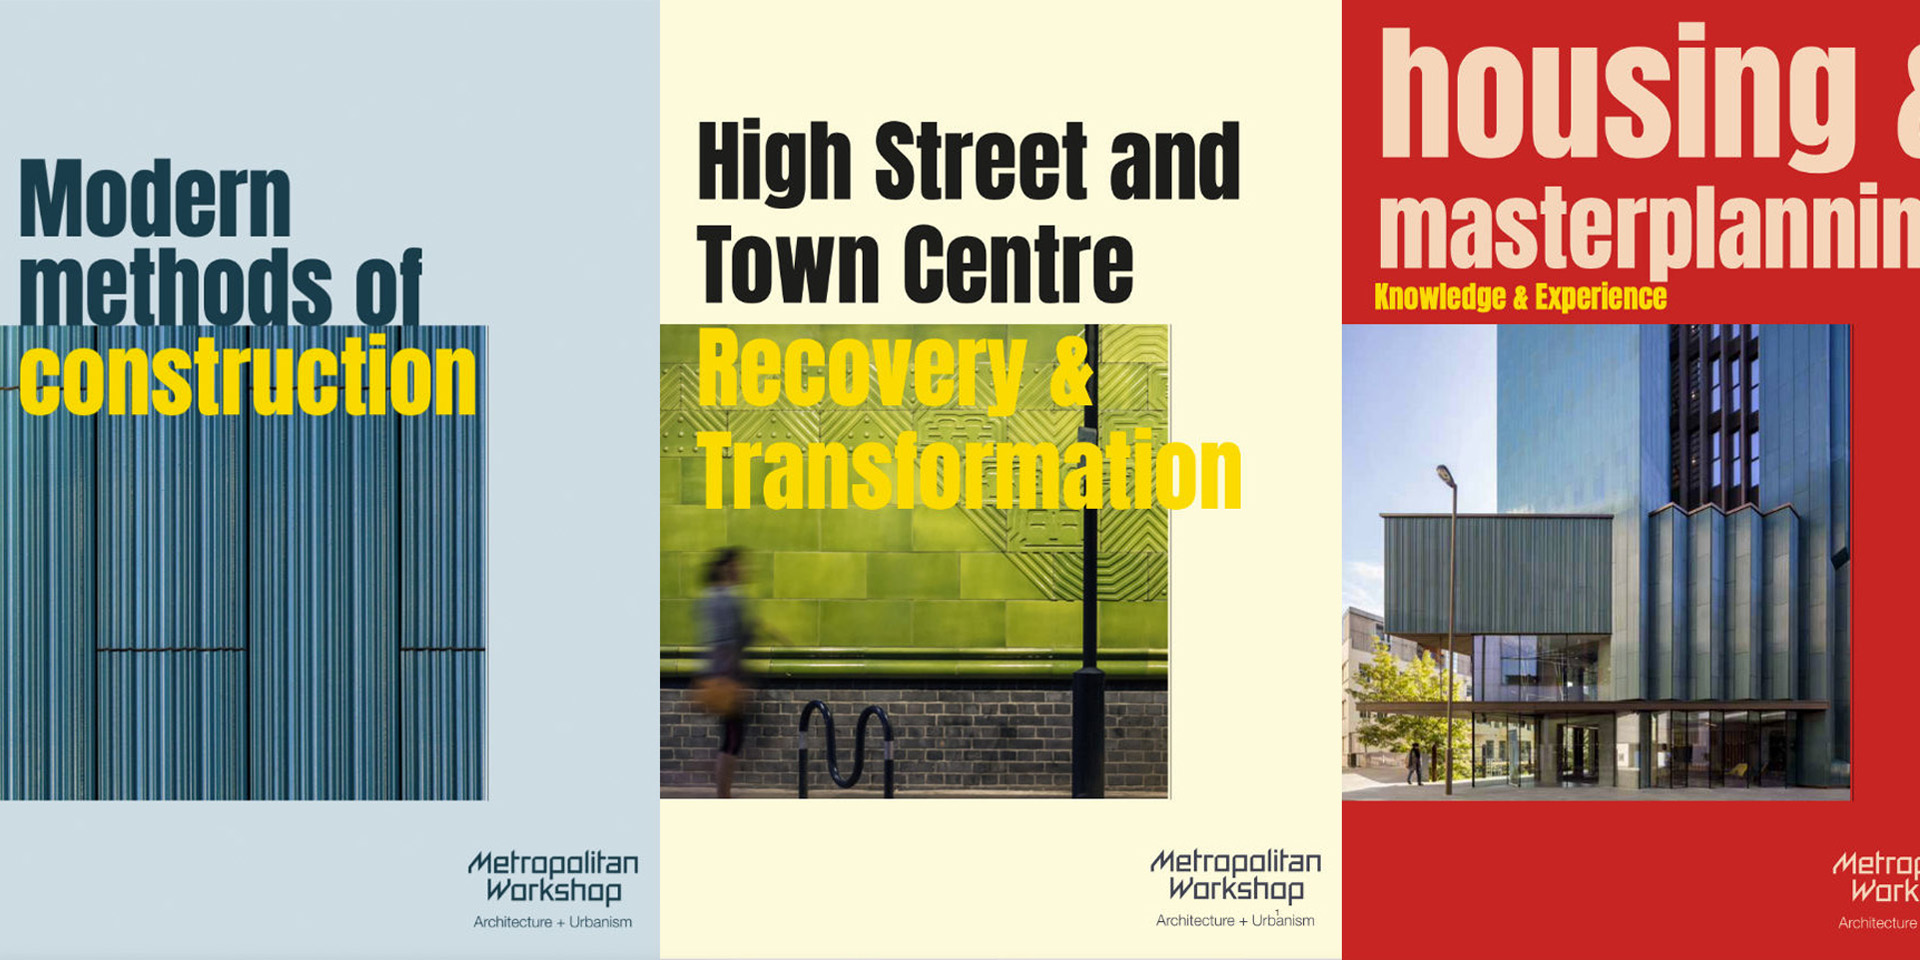 Modern
methods of
construction
Metropolitan
Workshop
Architecture + Urbanism
High Street and
Town Centre
Recovery &
Transformation
Metropolitan
Workshop
1
Architecture + Urbanism
housing &
masterplannin
Knowledge & Experience
Metrop
Work
Architecture